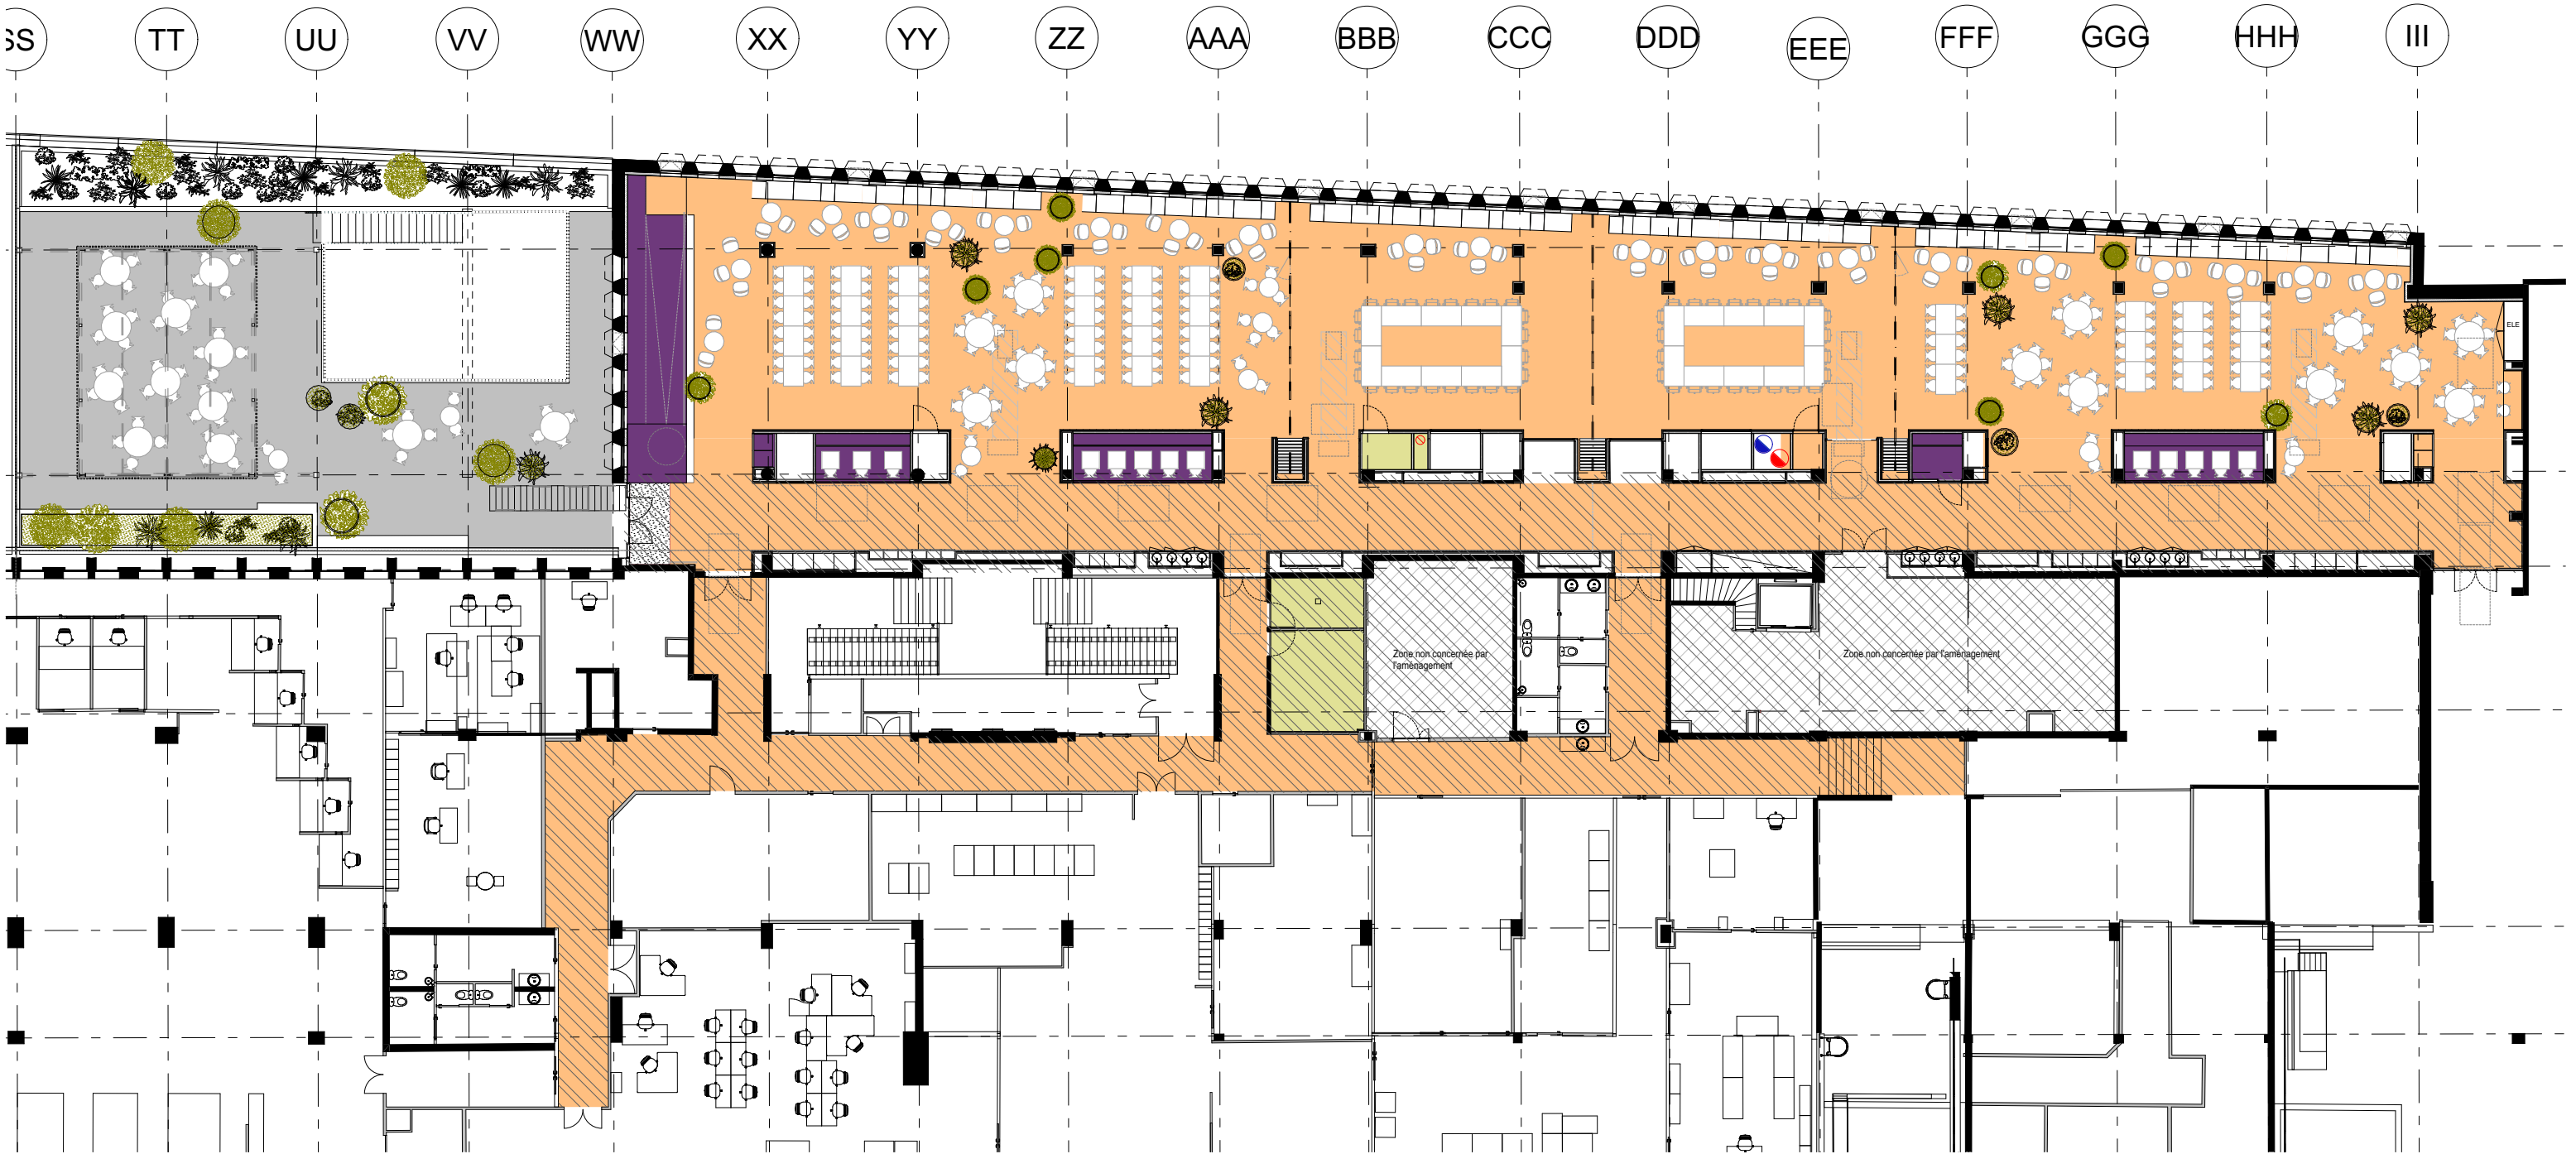 SS
TT
UU
VV
WW
XX
YY
ZZ
AAA
BBB
CCC
DDD
EEE
FFF
GGG
HHH
III
ELE
Zone non concernée par
l'aménagement
Zone non concernée par l'aménagement